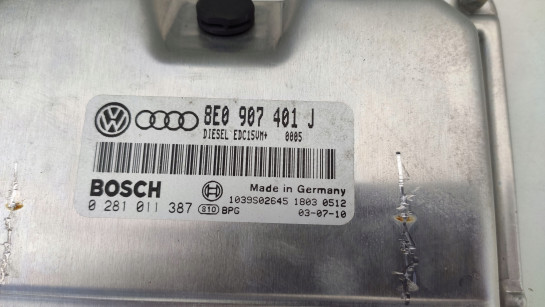 8E0 907 401 J
DIESEL EDC15VM+ 0005
BOSCH
Made in Germany
1039S02645 1803 0512
0 281 011 387 810 BPG 03-07-10